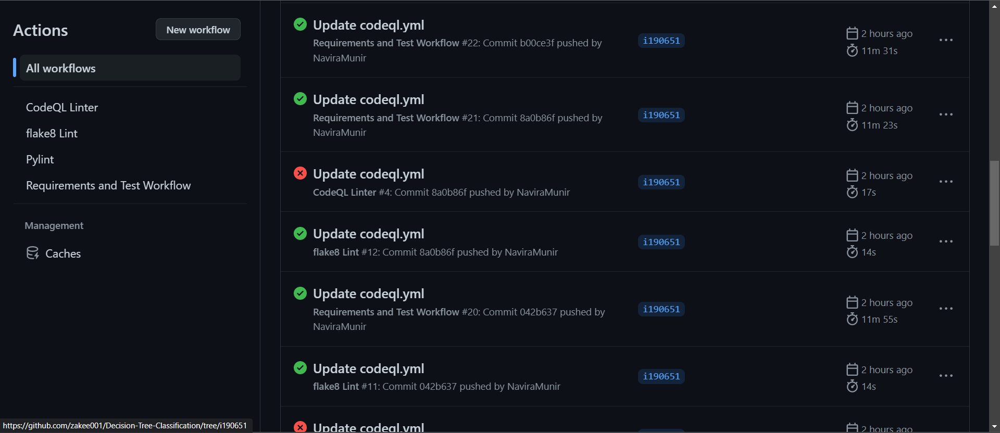 Actions
New workflow
All workflows
CodeQL Linter
flake8 Lint
Pylint
Requirements and Test Workflow
Management
Caches
Update codeql.yml
Requirements and Test Workflow #22: Commit b00ce3f pushed by
NaviraMunir
i190651
2 hours ago
11m 31s
Update codeql.yml
Requirements and Test Workflow #21: Commit 8a0b86f pushed by
NaviraMunir
i190651
2 hours ago
11m 23s
Update codeql.yml
CodeQL Linter #4: Commit 8a0b86f pushed by NaviraMunir
i190651
2 hours ago
17s
Update codeql.yml
flake8 Lint #12: Commit 8a0b86f pushed by NaviraMunir
i190651
2 hours ago
14s
Update codeql.yml
Requirements and Test Workflow #20: Commit 042b637 pushed by
NaviraMunir
i190651
2 hours ago
11m 55s
Update codeql.yml
flake8 Lint #11: Commit 042b637 pushed by NaviraMunir
i190651
2 hours ago
14s
Update codeql.yml
2 hours ago
https://github.com/zakee001/Decision-Tree-Classification/tree/i190651